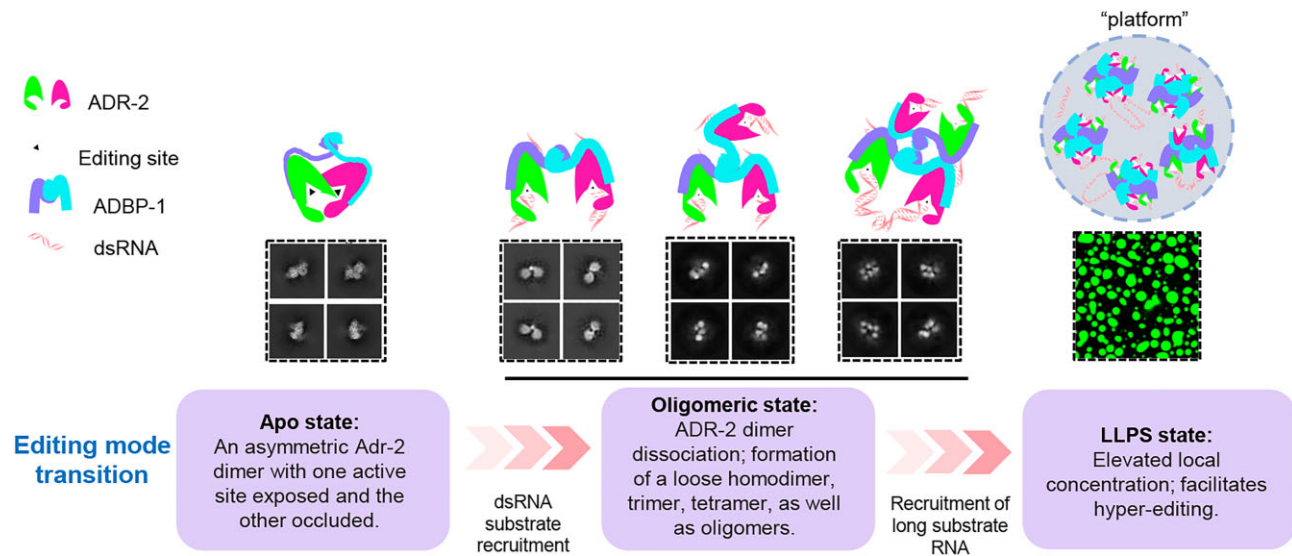 “platform”
ADR-2
Editing site
ADBP-1
dsRNA
Editing mode
transition
Apo state:
An asymmetric Adr-2
dimer with one active
site exposed and the
other occluded.
dsRNA
substrate
recruitment
Oligomeric state:
ADR-2 dimer
dissociation; formation
of a loose homodimer,
trimer, tetramer, as well
as oligomers.
Recruitment of
long substrate
RNA
LLPS state:
Elevated local
concentration; facilitates
hyper-editing.